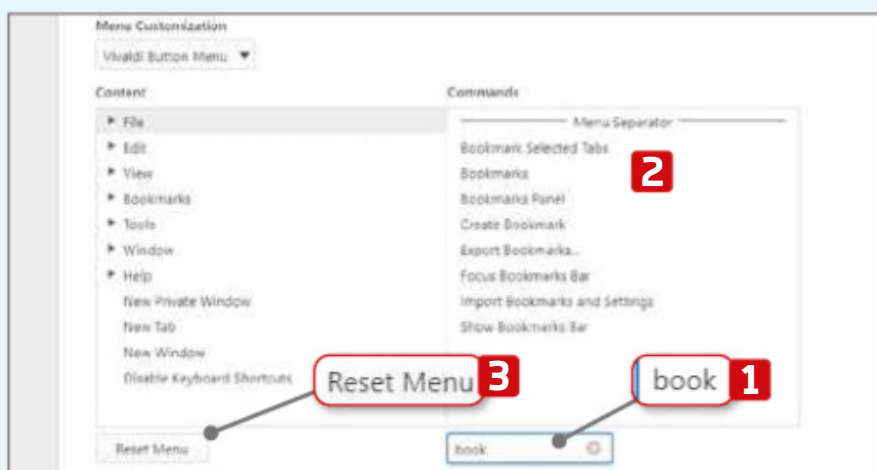 Menu Customization
Vivaldi Button Menu
Content
Commands
File
Edit
View
Bookmarks
Tools
Window
Help
New Private Window
New Tab
New Window
Disable Keyboard Shortcuts
Menu Separator
Bookmark Selected Tabs
Bookmarks
Bookmarks Panel
Create Bookmark
Export Bookmarks...
Focus Bookmarks Bar
Import Bookmarks and Settings
Show Bookmarks Bar
2
Reset Menu 3
book 1
Reset Menu
book